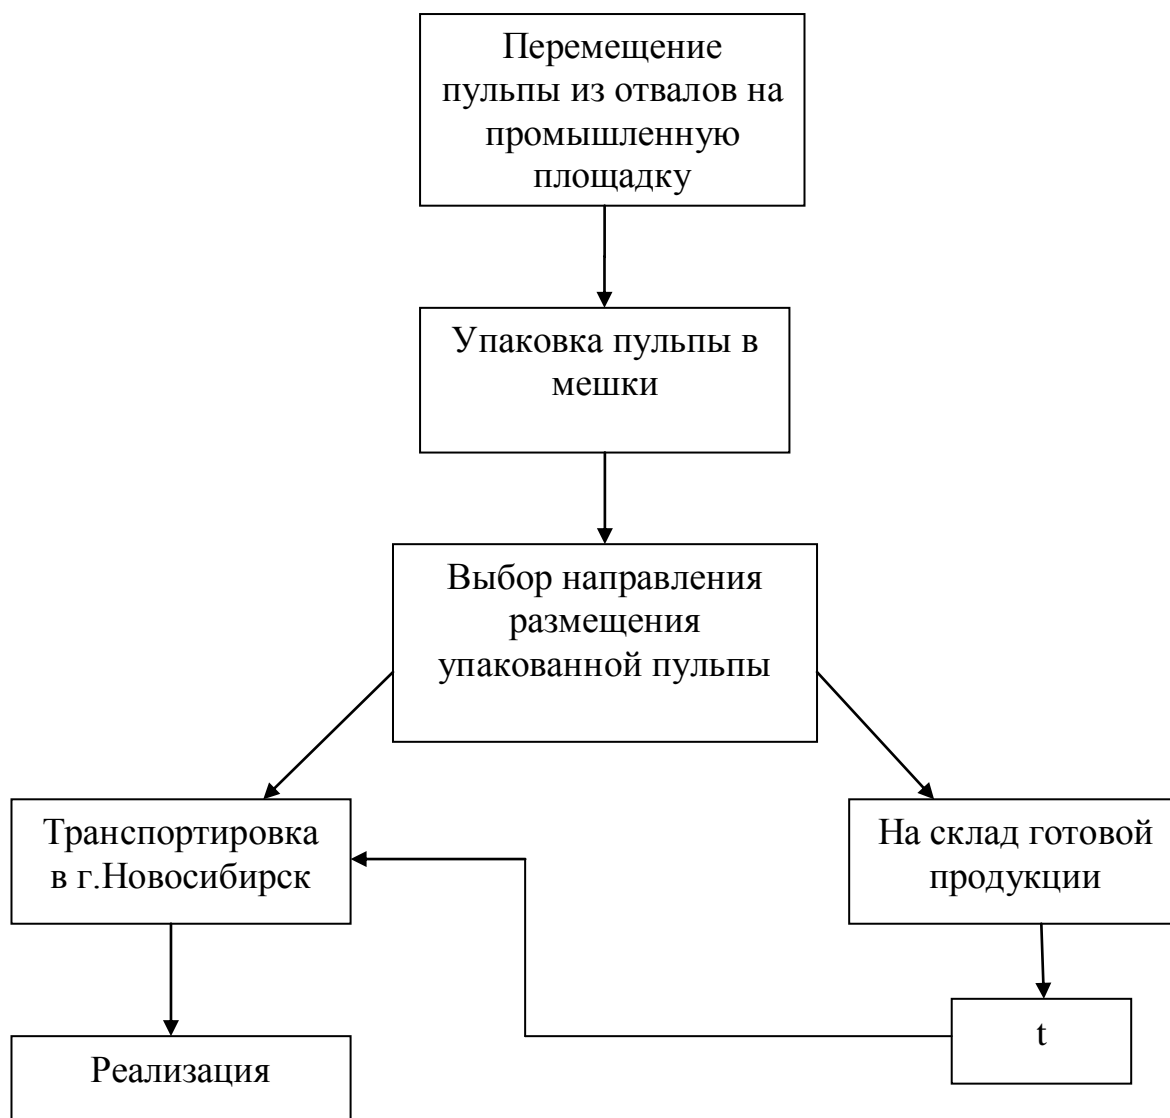 Перемещение
пульпы из отвалов на
промышленную
площадку
Упаковка пульпы в
мешки
Выбор направления
размещения
упакованной пульпы
Транспортировка
в г.Новосибирск
На склад готовой
продукции
t
Реализация